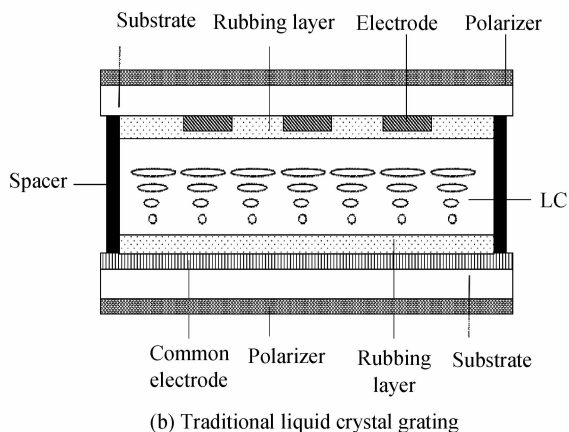 Substrate
Rubbing layer
Electrode
Polarizer
Spacer
LC
Common
electrode
Polarizer
Rubbing
layer
Substrate
(b) Traditional liquid crystal grating